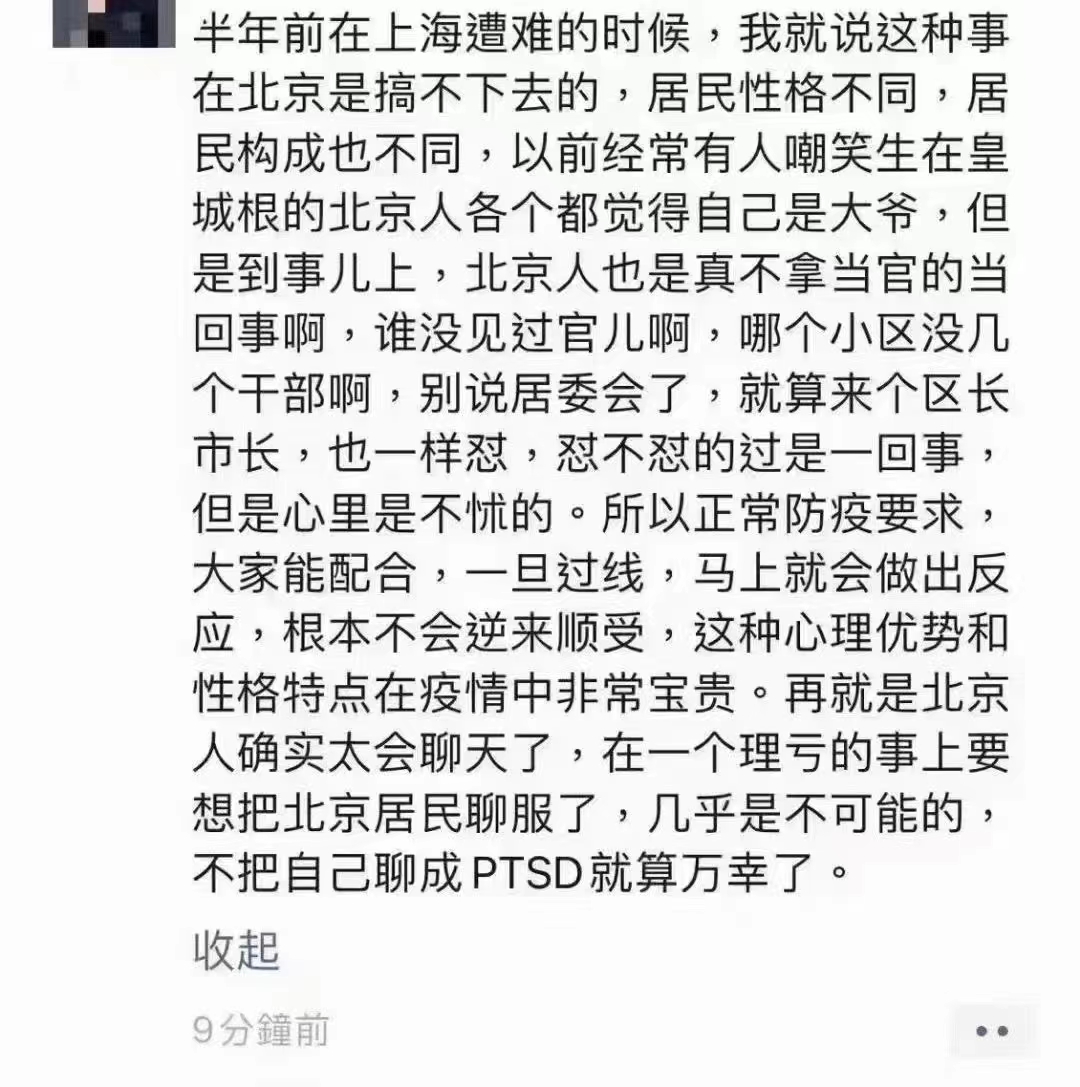 半年前在上海遭难的时候，我就说这种事
在北京是搞不下去的，居民性格不同，居
民构成也不同，以前经常有人嘲笑生在皇
城根的北京人各个都觉得自己是大爷，但
是到事儿上，北京人也是真不拿当官的当
回事啊，谁没见过官儿啊，哪个小区没几
个干部啊，别说居委会了，就算来个区长
市长，也一样怼，怼不怼的过是一回事，
但是心里是不怵的。所以正常防疫要求，
大家能配合，一旦过线，马上就会做出反
应，根本不会逆来顺受，这种心理优势和
性格特点在疫情中非常宝贵。再就是北京
人确实太会聊天了，在一个理亏的事上要
想把北京居民聊服了，几乎是不可能的，
不把自己聊成PTSD就算万幸了。
收起
9分鐘前